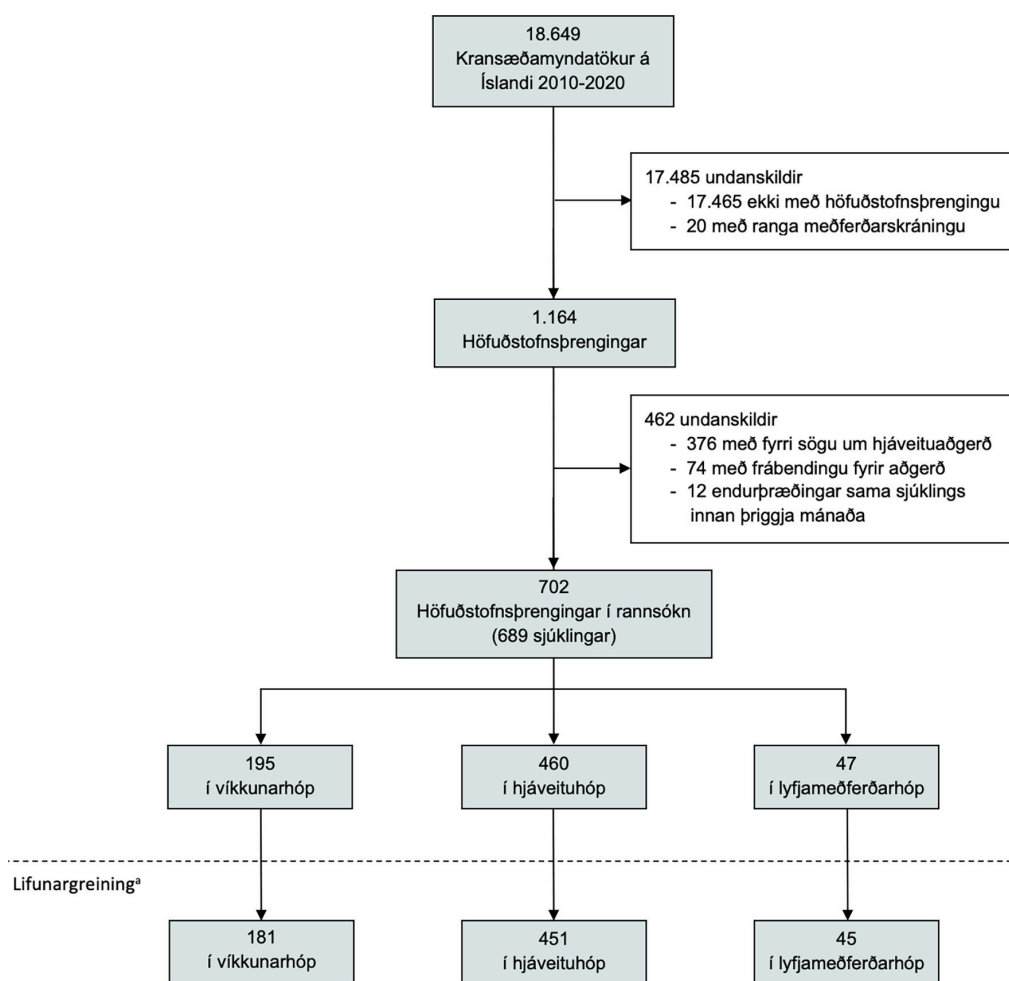 18.649
Kransæðamyndatökur á
Íslandi 2010-2020
17.485 undanskildir
- 17.465 ekki með höfuðstofnsþrengingu
- 20 með ranga meðferðarskráningu
1.164
Höfuðstofnsþrengingar
462 undanskildir
- 376 með fyrri sögu um hjáveituaðgerð
- 74 með frábendingu fyrir aðgerð
- 12 endurþræðingar sama sjúklings
innan þriggja mánaða
702
Höfuðstofnsþrengingar í rannsókn
(689 sjúklingar)
195
í víkkunarhóp
460
í hjáveituhóp
47
í lyfjameðferðarhóp
Lifunargreiningª
181
í víkkunarhóp
451
í hjáveituhóp
45
í lyfjameðferðarhóp